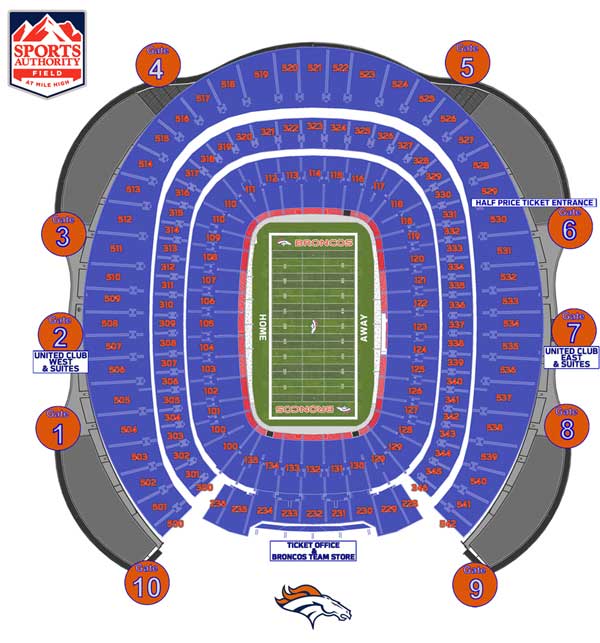 SPORTS
AUTHORITY
FIELD
AT MILE HIGH
Gate
4
Gate
5
520 521 522
519 523
518 524
517 525
516 526
515 527
514 528
513 529
HALF PRICE TICKET ENTRANCE
512 530
Gate
3
Gate
6
511 531
510 532
509 533
508 534
507 535
506 536
505 537
504 538
503 539
502 540
501 541
500 542
Gate
2
UNITED CLUB
WEST
& SUITES
Gate
7
UNITED CLUB
EAST
& SUITES
Gate
1
Gate
8
319 320 321 322 323 324 325 326 327
328
329
330
331
332
333
334
335
336
337
338
339
340
341
342
343
344
345
346
318
317
316
315
314
313
312
311
310
309
308
307
306
305
304
303
302
301
300
112 113 114 115 116
111 117
110 118
109 119
108 120
107 121
106 122
105 123
104 124
103 125
102 126
101 127
100 128
129
135 134 133 132 131 130 129
BRONCOS
HOME
AWAY
BRONCOS
236 235 234 233 232 231 230 229 228
TICKET OFFICE
&
BRONCOS TEAM STORE
Gate
10
Gate
9